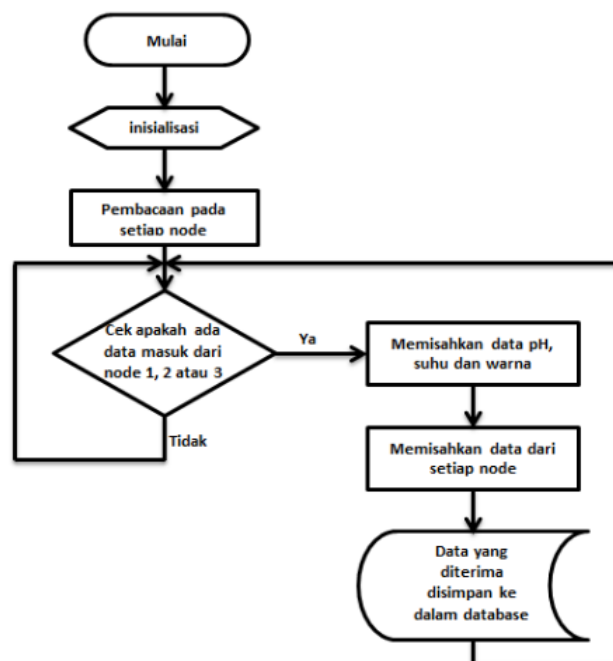 Mulai
inisialisasi
Pembacaan pada
setiap node
Cek apakah ada
data masuk dari
node 1, 2 atau 3
Ya
Tidak
Memisahkan data pH,
suhu dan warna
Memisahkan data dari
setiap node
Data yang
diterima
disimpan ke
dalam database